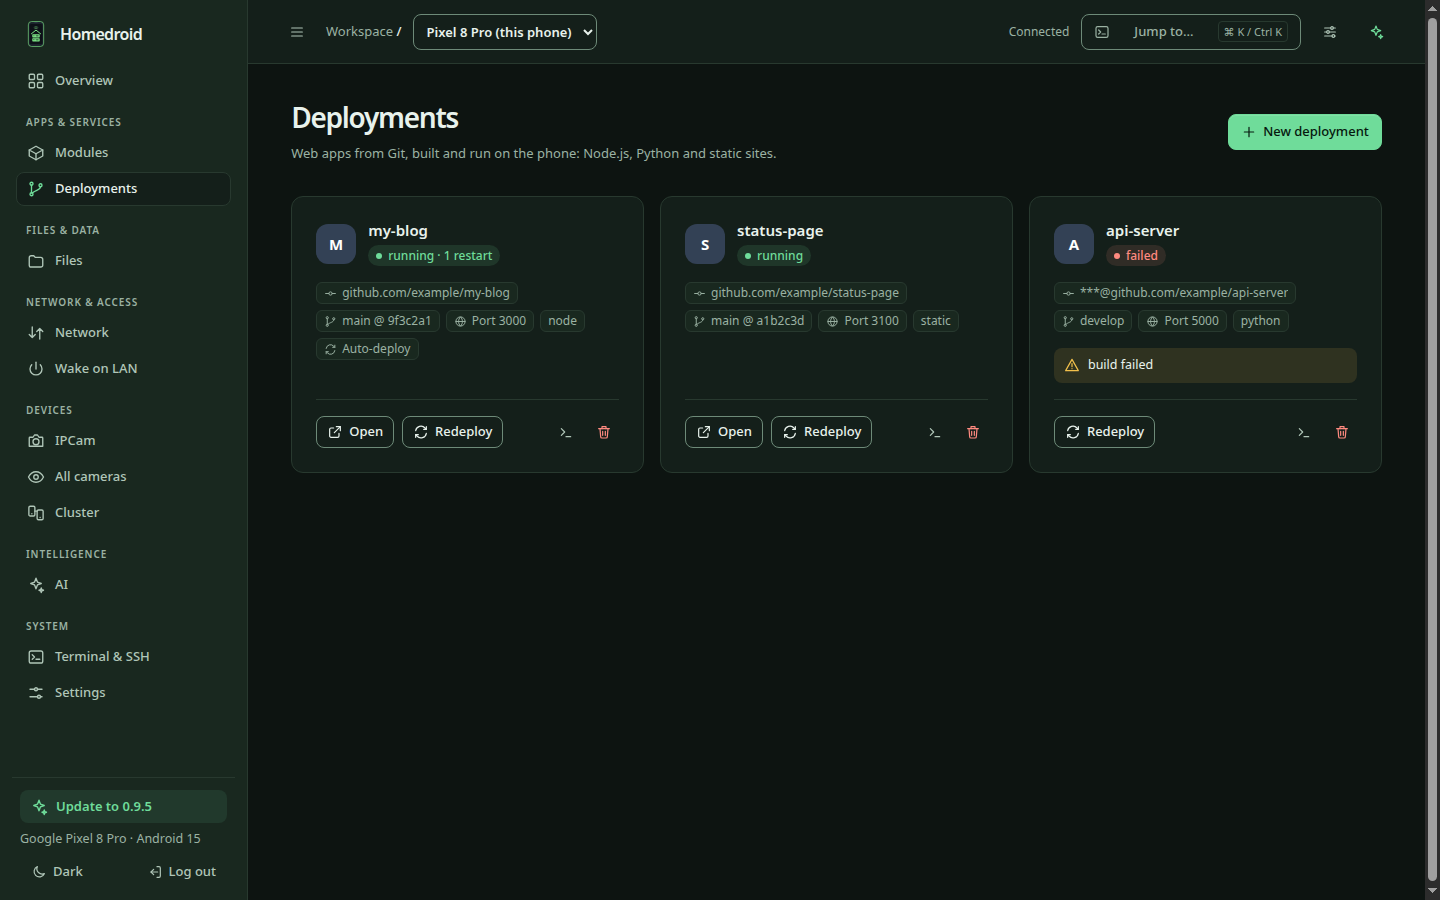 Homedroid
Overview
APPS & SERVICES
Modules
Deployments
FILES & DATA
Files
NETWORK & ACCESS
Network
Wake on LAN
DEVICES
IPCam
All cameras
Cluster
INTELLIGENCE
AI
SYSTEM
Terminal & SSH
Settings
Update to 0.9.5
Google Pixel 8 Pro · Android 15
Dark Log out
Workspace / Pixel 8 Pro (this phone) Connected Jump to... ⌘ K / Ctrl K
Deployments
Web apps from Git, built and run on the phone: Node.js, Python and static sites.
New deployment
M my-blog
running · 1 restart
github.com/example/my-blog
main @ 9f3c2a1 Port 3000 node
Auto-deploy
Open Redeploy
S status-page
running
github.com/example/status-page
main @ a1b2c3d Port 3100 static
Open Redeploy
A api-server
failed
***@github.com/example/api-server
develop Port 5000 python
build failed
Redeploy